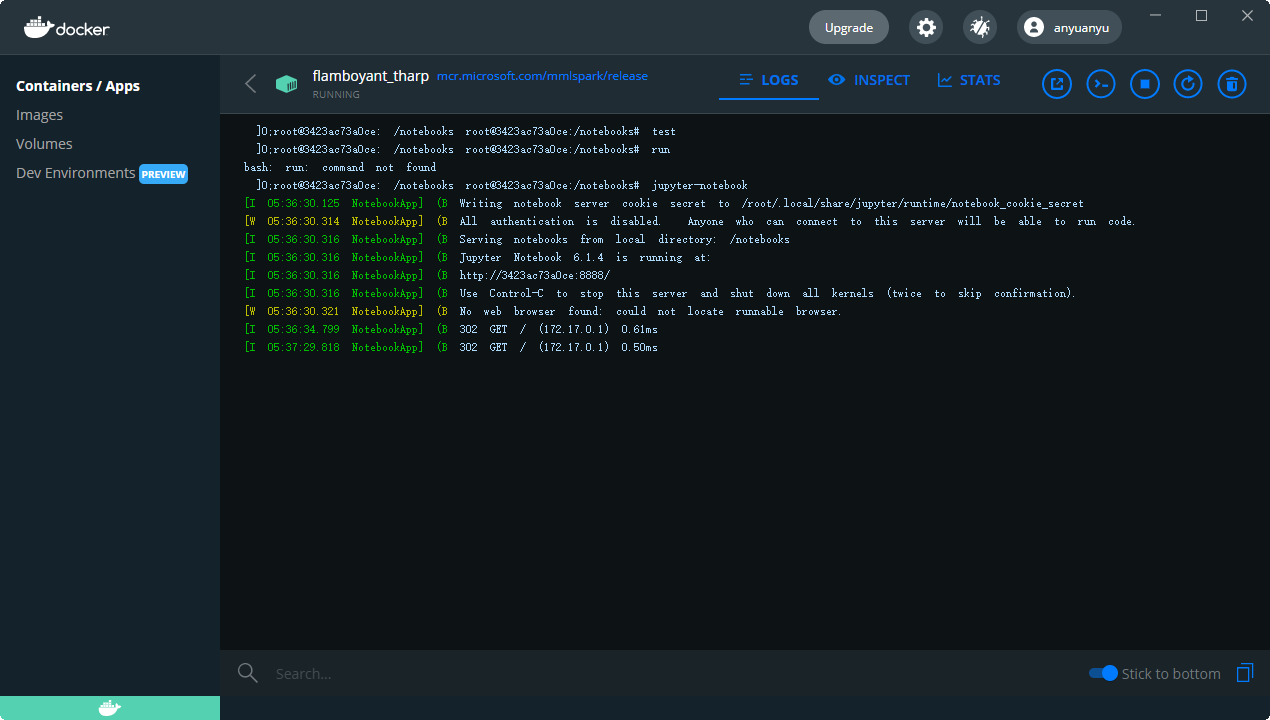 docker
Upgrade
anyuanyu
Containers / Apps
Images
Volumes
Dev Environments PREVIEW
flamboyant_tharp mcr.microsoft.com/mmlspark/release
RUNNING
LOGS
INSPECT
STATS
]0;root@3423ac73a0ce: /notebooks root@3423ac73a0ce:/notebooks# test
]0;root@3423ac73a0ce: /notebooks root@3423ac73a0ce:/notebooks# run
bash: run: command not found
]0;root@3423ac73a0ce: /notebooks root@3423ac73a0ce:/notebooks# jupyter-notebook
[I 05:36:30.125 NotebookApp] (B Writing notebook server cookie secret to /root/.local/share/jupyter/runtime/notebook_cookie_secret
[W 05:36:30.314 NotebookApp] (B All authentication is disabled. Anyone who can connect to this server will be able to run code.
[I 05:36:30.316 NotebookApp] (B Serving notebooks from local directory: /notebooks
[I 05:36:30.316 NotebookApp] (B Jupyter Notebook 6.1.4 is running at:
[I 05:36:30.316 NotebookApp] (B http://3423ac73a0ce:8888/
[I 05:36:30.316 NotebookApp] (B Use Control-C to stop this server and shut down all kernels (twice to skip confirmation).
[W 05:36:30.321 NotebookApp] (B No web browser found: could not locate runnable browser.
[I 05:36:34.799 NotebookApp] (B 302 GET / (172.17.0.1) 0.61ms
[I 05:37:29.818 NotebookApp] (B 302 GET / (172.17.0.1) 0.50ms
Search...
Stick to bottom